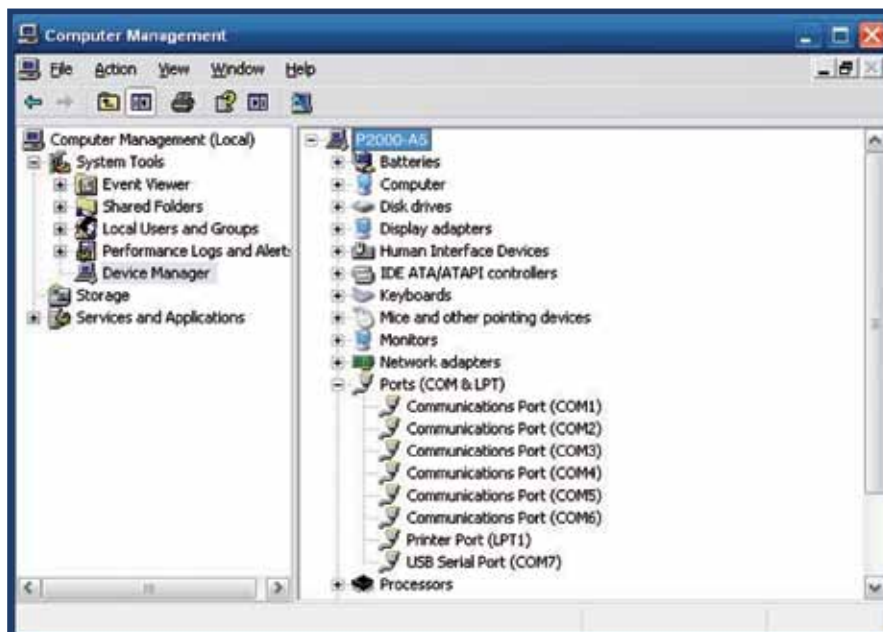 Computer Management
File Action View Window Help
Computer Management (Local)
System Tools
Event Viewer
Shared Folders
Local Users and Groups
Performance Logs and Alert
Device Manager
Storage
Services and Applications
P2000-A5
Batteries
Computer
Disk drives
Display adapters
Human Interface Devices
IDE ATA/ATAPI controllers
Keyboards
Mice and other pointing devices
Monitors
Network adapters
Ports (COM & LPT)
Communications Port (COM1)
Communications Port (COM2)
Communications Port (COM3)
Communications Port (COM4)
Communications Port (COM5)
Communications Port (COM6)
Printer Port (LPT1)
USB Serial Port (COM7)
Processors